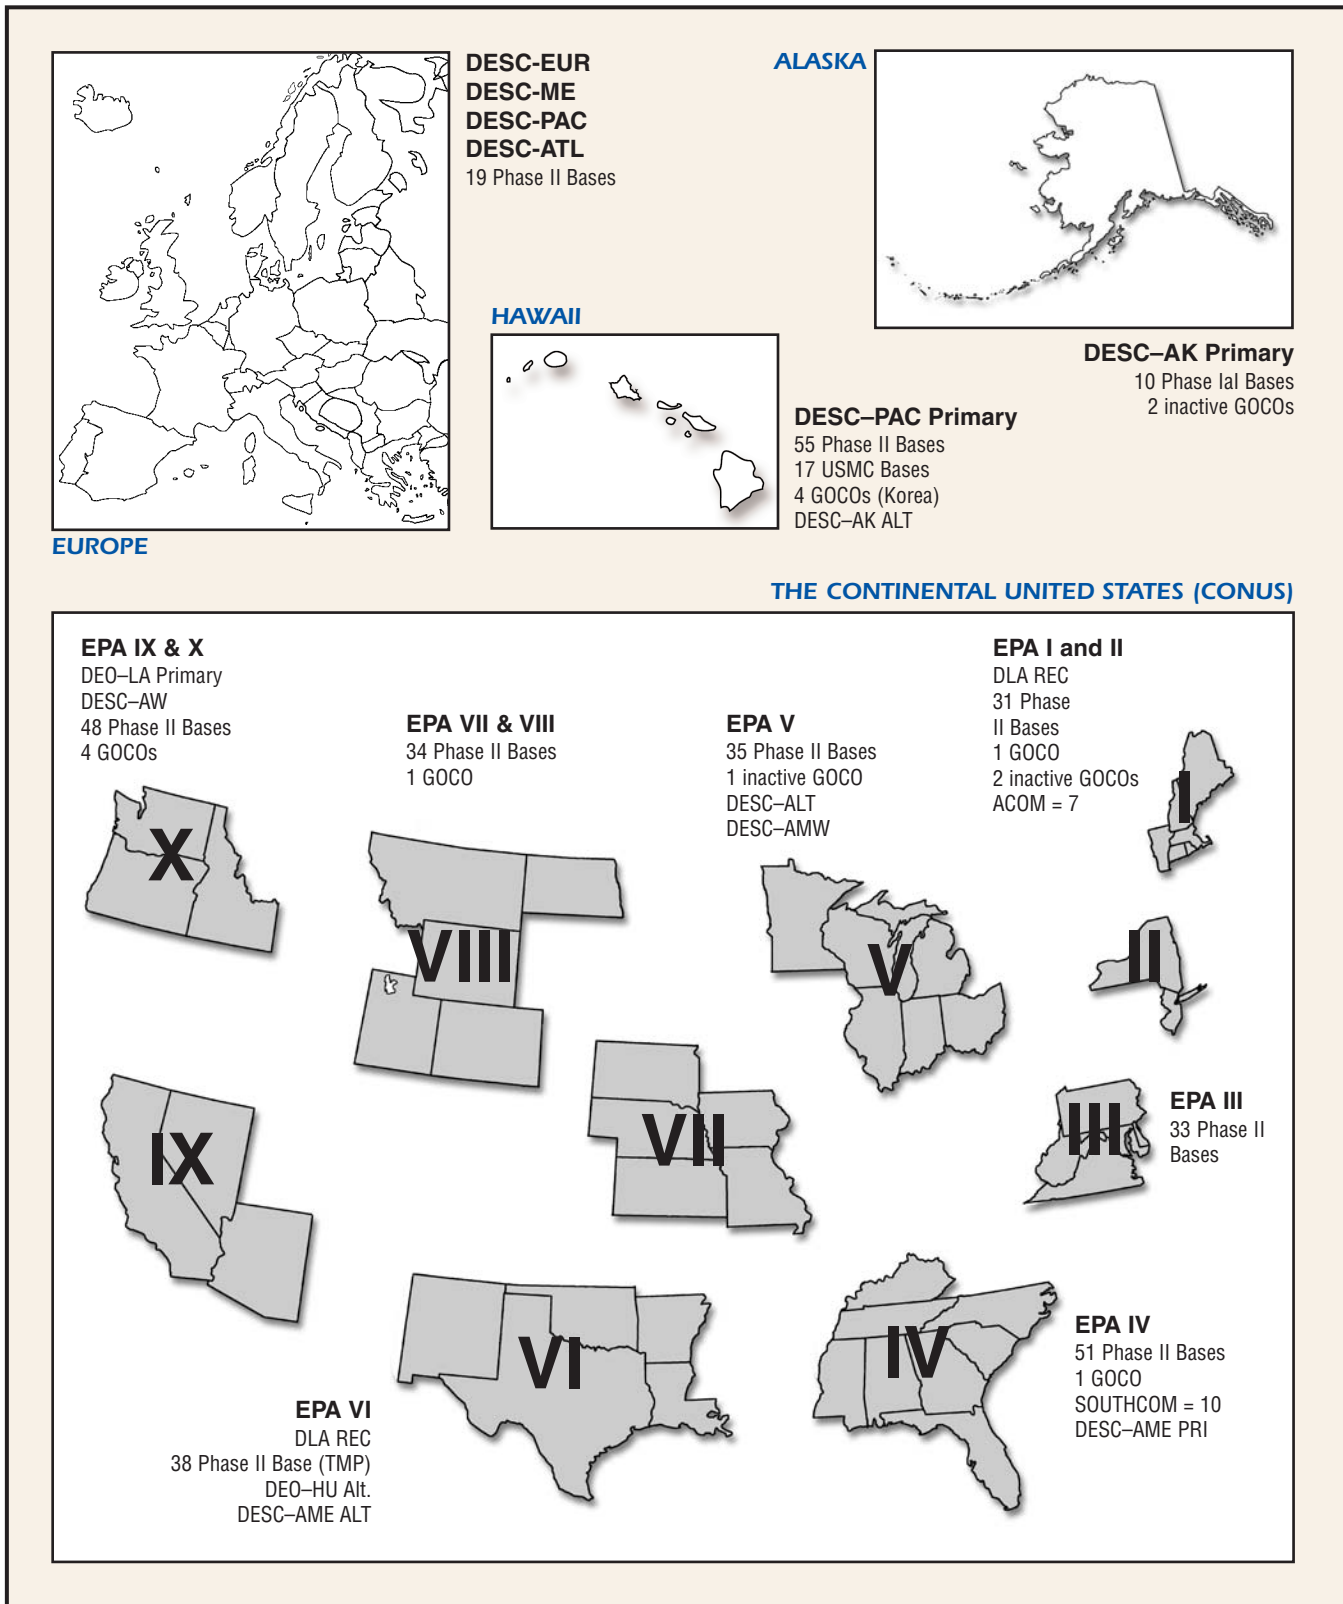 DESC-EUR
DESC-ME
DESC-PAC
DESC-ATL
19 Phase II Bases
EUROPE
ALASKA
DESC–AK Primary
10 Phase IaI Bases
2 inactive GOCOs
HAWAII
DESC–PAC Primary
55 Phase II Bases
17 USMC Bases
4 GOCOs (Korea)
DESC–AK ALT
THE CONTINENTAL UNITED STATES (CONUS)
EPA IX & X
DEO–LA Primary
DESC–AW
48 Phase II Bases
4 GOCOs
EPA VII & VIII
34 Phase II Bases
1 GOCO
EPA V
35 Phase II Bases
1 inactive GOCO
DESC–ALT
DESC–AMW
EPA I and II
DLA REC
31 Phase
II Bases
1 GOCO
2 inactive GOCOs
ACOM = 7
I
X
VIII
V
II
IX
VII
III
EPA III
33 Phase II
Bases
VI
IV
EPA VI
DLA REC
38 Phase II Base (TMP)
DEO–HU Alt.
DESC–AME ALT
EPA IV
51 Phase II Bases
1 GOCO
SOUTHCOM = 10
DESC–AME PRI